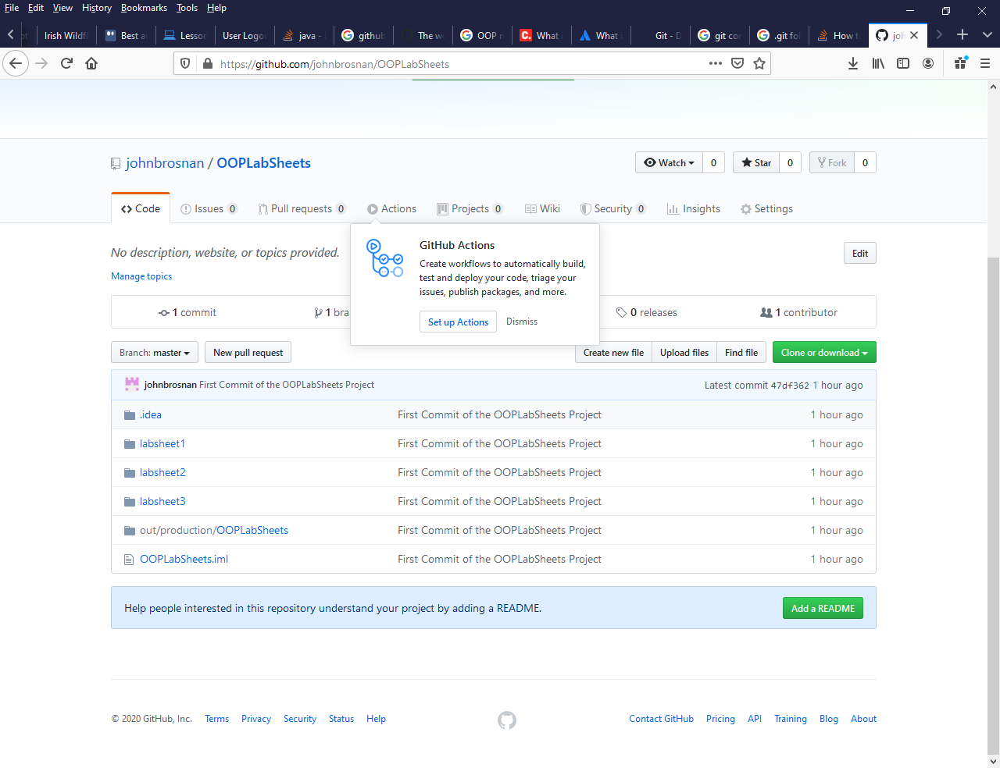 File Edit View History Bookmarks Tools Help
Irish Wildf Best a Lesson User Logo java - github The w OOP n What i What i Git - D git co .git fol How t joh
https://github.com/johnbrosnan/OOPLabSheets
johnbrosnan / OOPLabSheets
Watch 0 Star 0 Fork 0
Code Issues 0 Pull requests 0 Actions Projects 0 Wiki Security 0 Insights Settings
No description, website, or topics provided.
Edit
Manage topics
GitHub Actions
Create workflows to automatically build,
test and deploy your code, triage your
issues, publish packages, and more.
Set up Actions Dismiss
1 commit 1 bra 0 releases 1 contributor
Branch: master New pull request Create new file Upload files Find file Clone or download
johnbrosnan First Commit of the OOPLabSheets Project Latest commit 47df362 1 hour ago
.idea First Commit of the OOPLabSheets Project 1 hour ago
labsheet1 First Commit of the OOPLabSheets Project 1 hour ago
labsheet2 First Commit of the OOPLabSheets Project 1 hour ago
labsheet3 First Commit of the OOPLabSheets Project 1 hour ago
out/production/OOPLabSheets First Commit of the OOPLabSheets Project 1 hour ago
OOPLabSheets.iml First Commit of the OOPLabSheets Project 1 hour ago
Help people interested in this repository understand your project by adding a README. Add a README
© 2020 GitHub, Inc. Terms Privacy Security Status Help Contact GitHub Pricing API Training Blog About